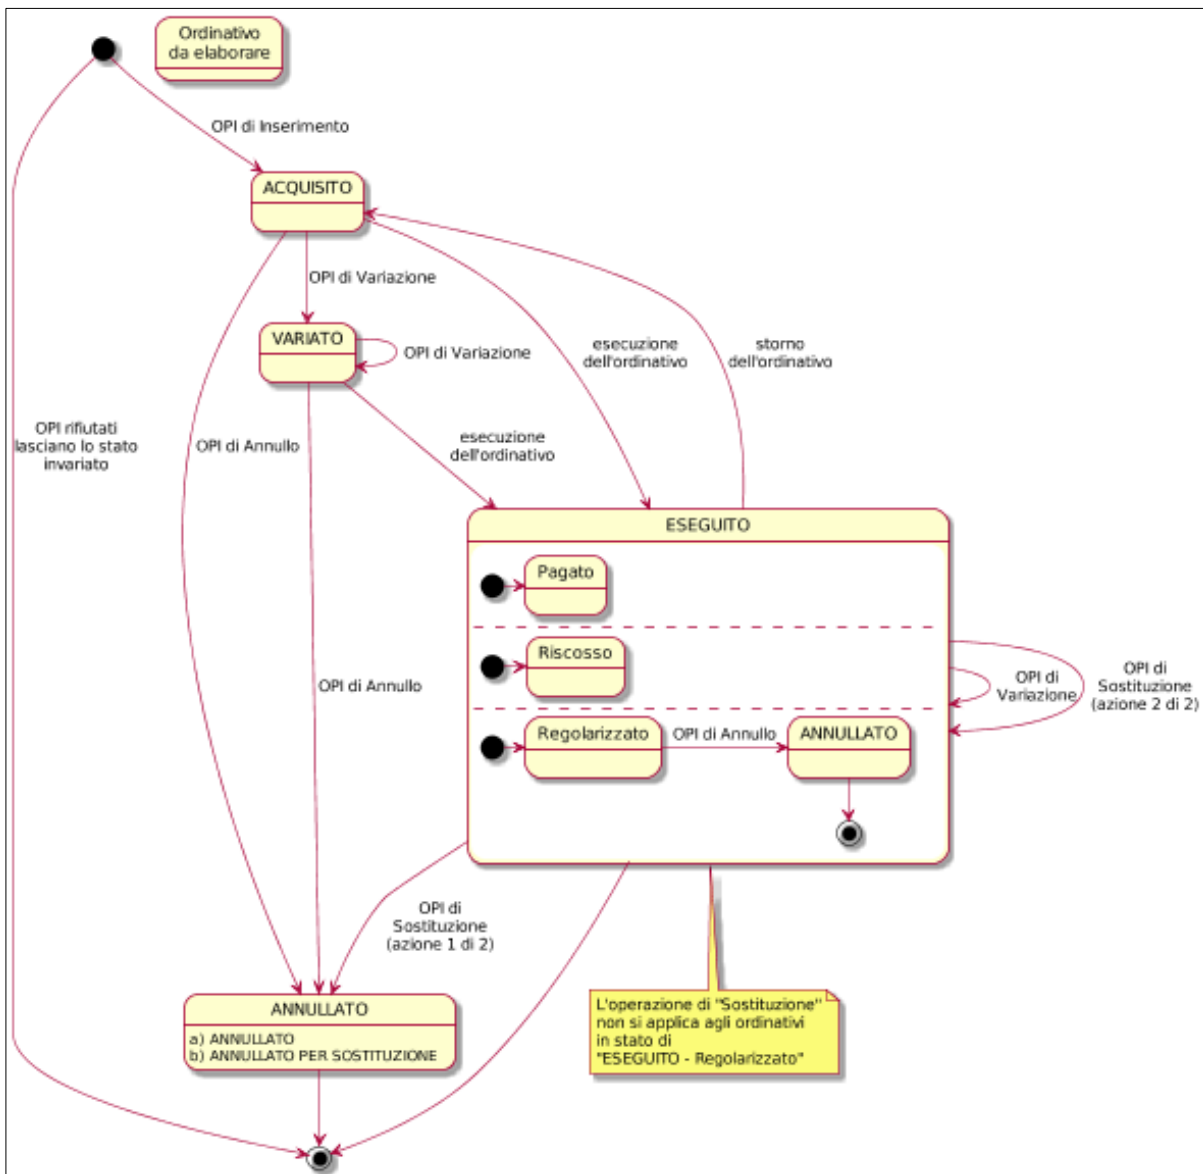 Ordinativo
da elaborare
OPI di Inserimento
ACQUISITO
OPI di Variazione
VARIATO
OPI di Variazione
esecuzione
dell'ordinativo
storno
dell'ordinativo
OPI rifiutati
lasciano lo stato
invariato
OPI di Annullo
esecuzione
dell'ordinativo
ESEGUITO
Pagato
Riscosso
OPI di Annullo
OPI di
Variazione
OPI di
Sostituzione
(azione 2 di 2)
Regolarizzato
OPI di Annullo
ANNULLATO
OPI di
Sostituzione
(azione 1 di 2)
ANNULLATO
a) ANNULLATO
b) ANNULLATO PER SOSTITUZIONE
L'operazione di "Sostituzione"
non si applica agli ordinativi
in stato di
"ESEGUITO - Regolarizzato"